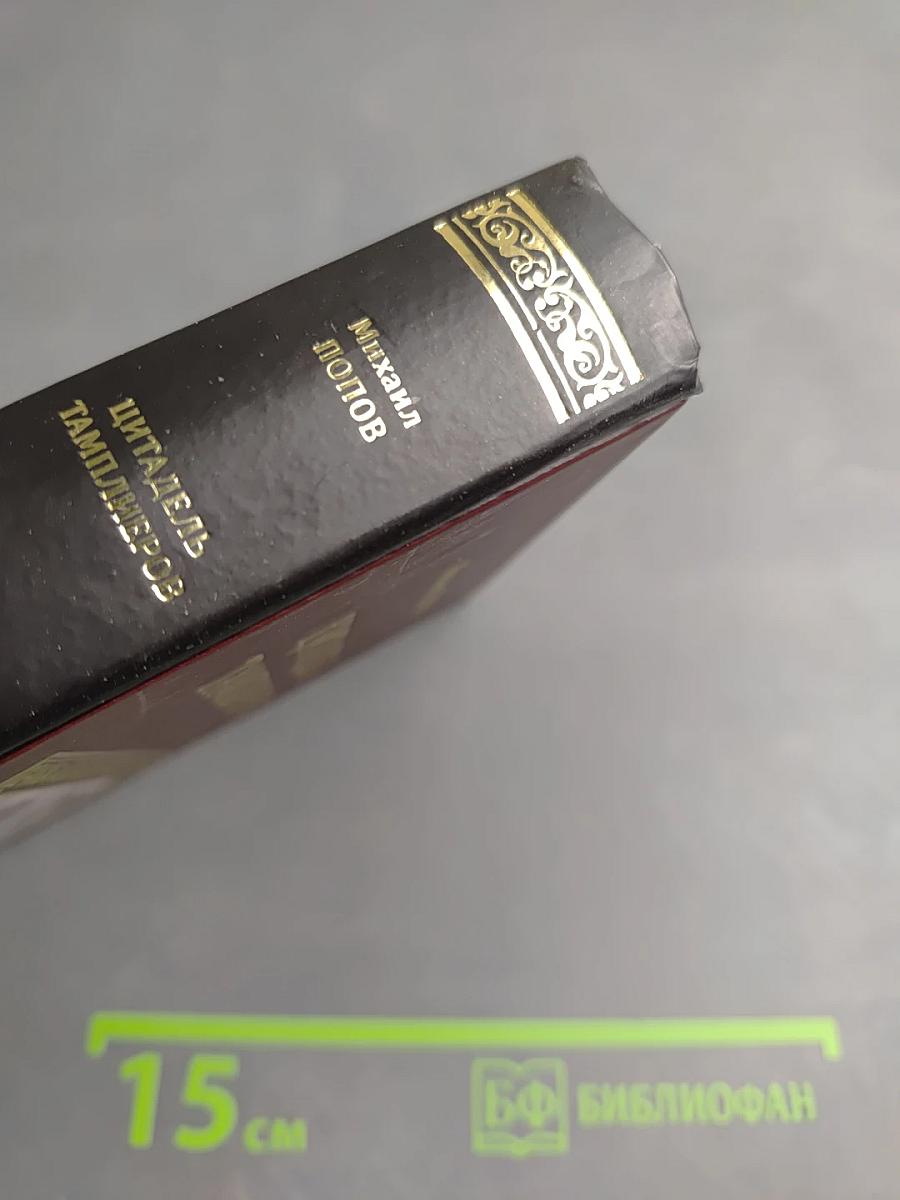 Михаил
ПОПОВ
ЦИТАДЕЛЬ
ТАМПЛИЕРОВ
15 см
БФ БИБЛИОФАН